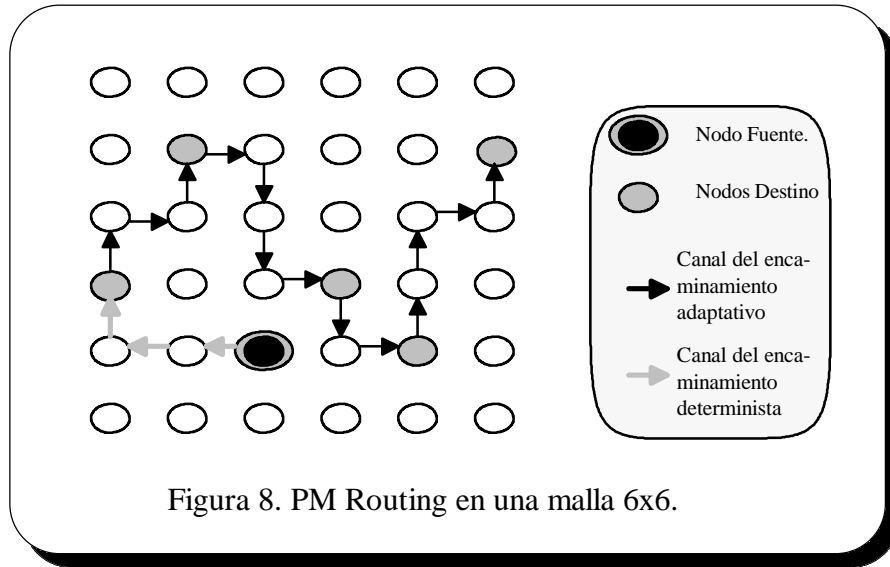 Nodo Fuente.
Nodos Destino
Canal del enca-
minamiento
adaptativo
Canal del enca-
minamiento
determinista
Figura 8. PM Routing en una malla 6x6.